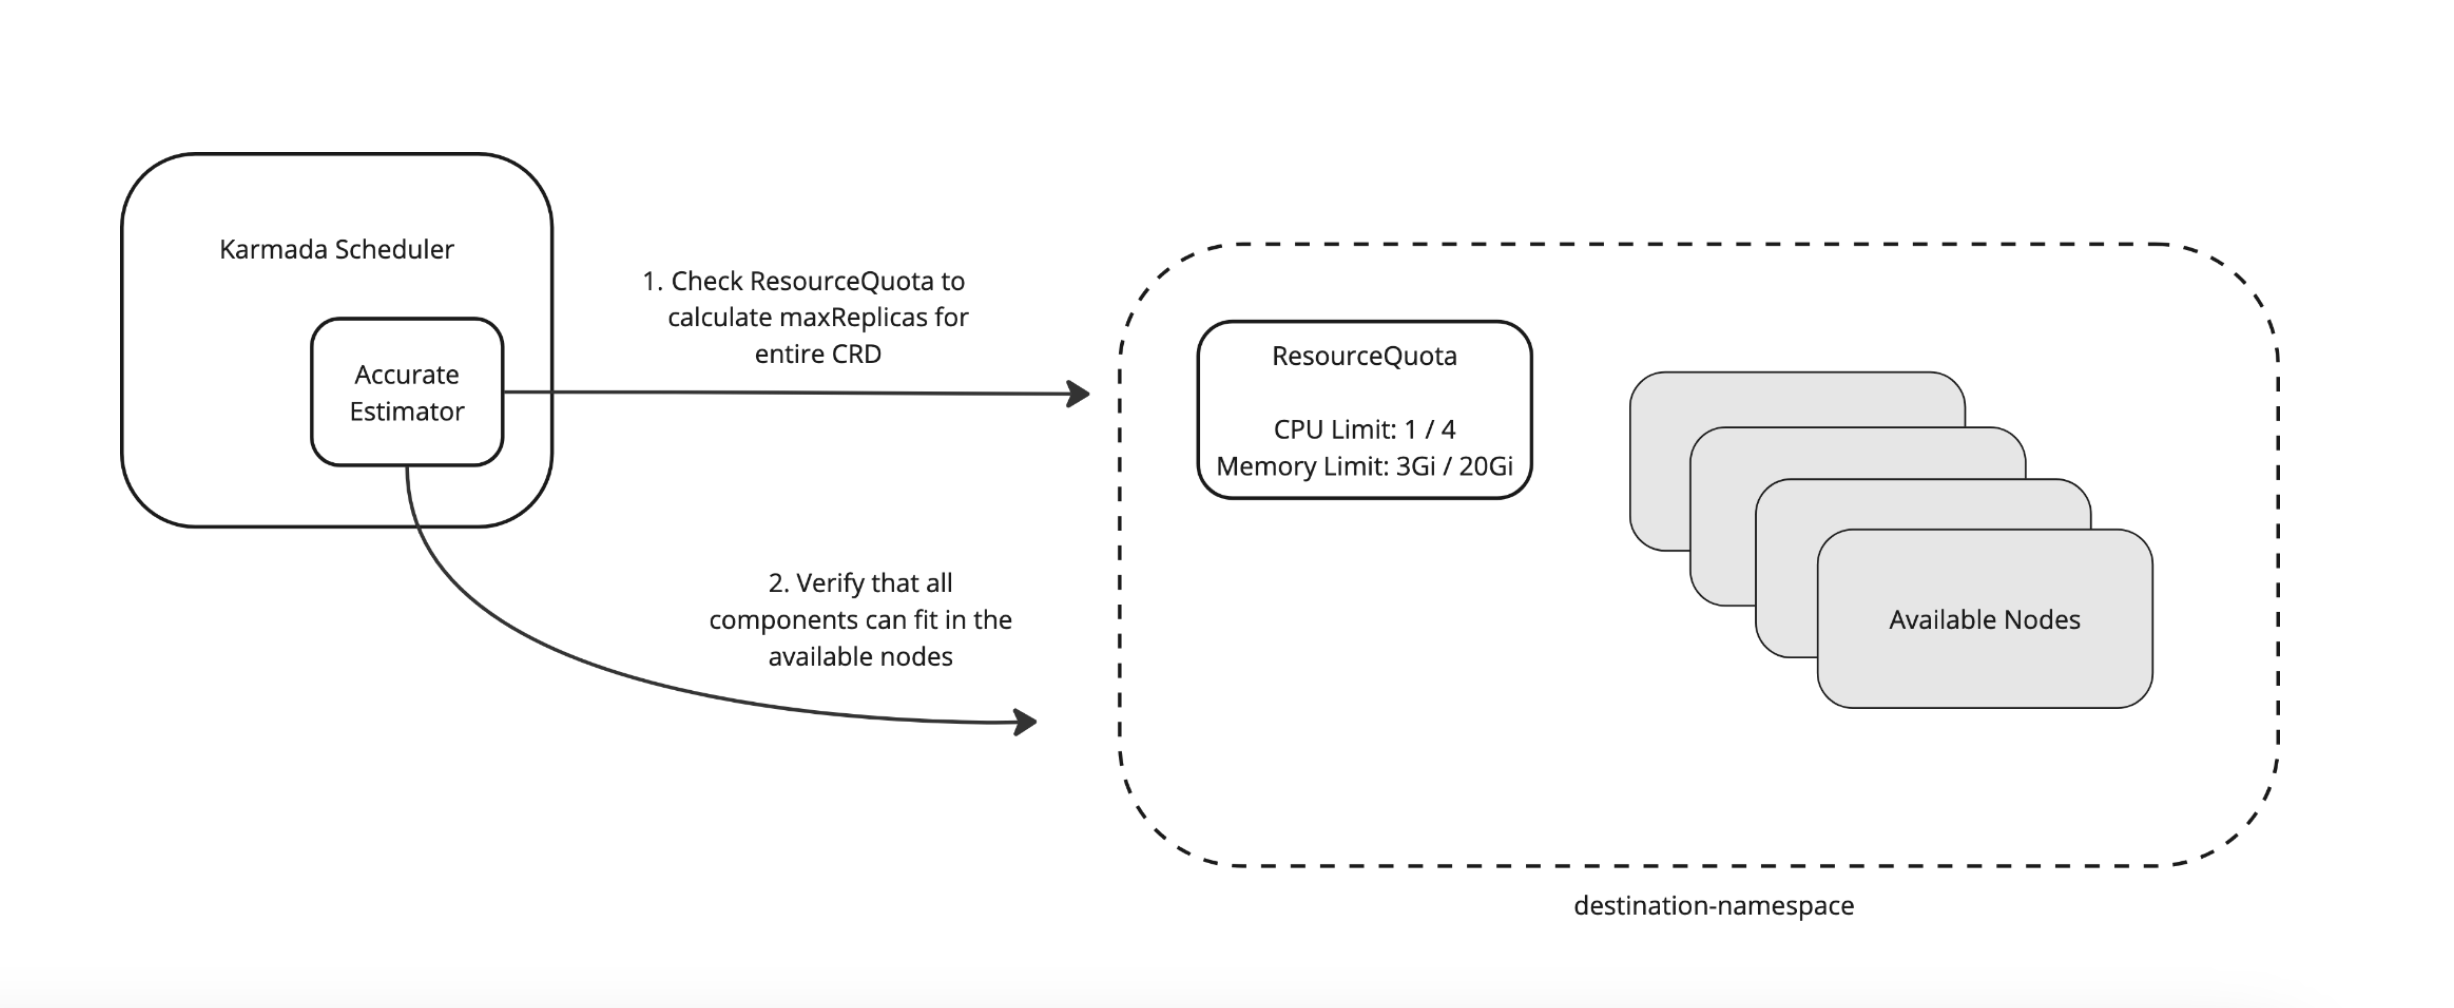 Karmada Scheduler
Accurate
Estimator
1. Check ResourceQuota to
calculate maxReplicas for
entire CRD
2. Verify that all
components can fit in the
available nodes
ResourceQuota
CPU Limit: 1 / 4
Memory Limit: 3Gi / 20Gi
Available Nodes
destination-namespace